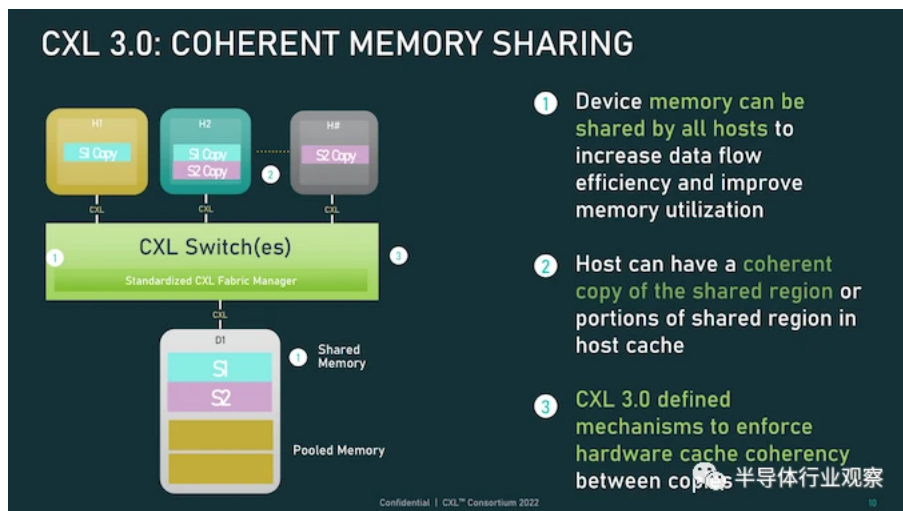 CXL 3.0: COHERENT MEMORY SHARING
H1
S1 Copy
H2
S1 Copy
S2 Copy
H#
S2 Copy
2
CXL
CXL
CXL
1
CXL Switch(es)
3
Standardized CXL Fabric Manager
CXL
D1
S1
S2
1
Shared
Memory
Pooled Memory
1
Device memory can be
shared by all hosts to
increase data flow
efficiency and improve
memory utilization
2
Host can have a coherent
copy of the shared region or
portions of shared region in
host cache
3
CXL 3.0 defined
mechanisms to enforce
hardware cache coherency
between copies
半导体行业观察
Confidential | CXL™ Consortium 2022
10